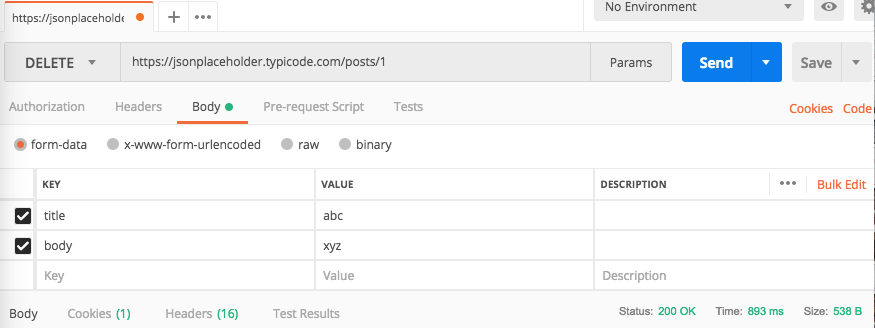 https://jsonplaceholde
No Environment
DELETE https://jsonplaceholder.typicode.com/posts/1 Params Send Save
Authorization Headers Body Pre-request Script Tests Cookies Code
form-data x-www-form-urlencoded raw binary
KEY VALUE DESCRIPTION Bulk Edit
title abc
body xyz
Key Value Description
Body Cookies (1) Headers (16) Test Results Status: 200 OK Time: 893 ms Size: 538 B